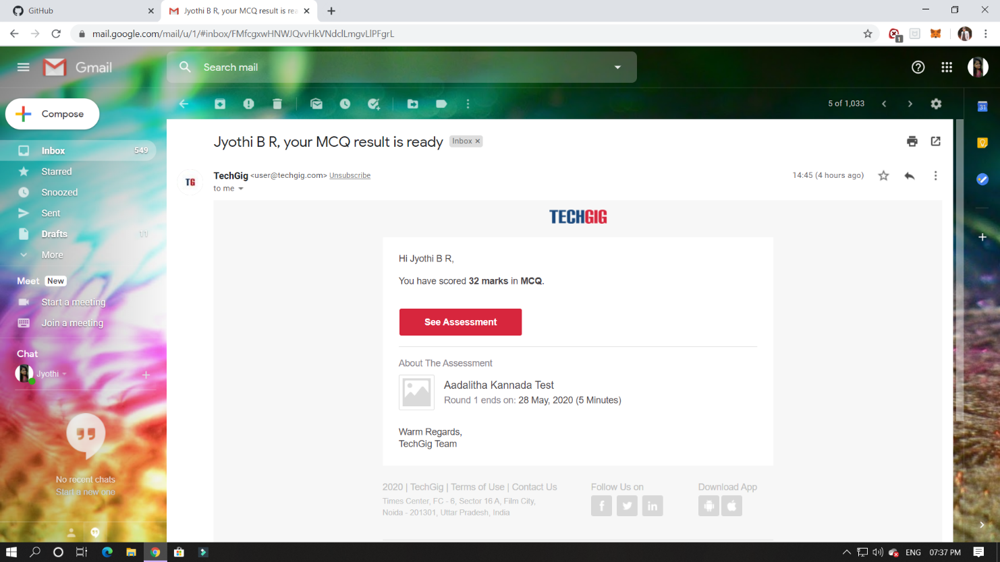 GitHub
Jyothi B R, your MCQ result is rea
mail.google.com/mail/u/1/#inbox/FMfcgxwHNWJQvvHkVNdclLmgvLlPFgrL
1
Gmail
Search mail
Compose
5 of 1,033
31
Inbox 549
Starred
Snoozed
Sent
Drafts 11
More
Meet New
Start a meeting
Join a meeting
Chat
Jyothi
No recent chats
Start a new one
Jyothi B R, your MCQ result is ready Inbox ×
TG
TechGig <user@techgig.com> Unsubscribe
14:45 (4 hours ago)
to me
TECHGIG
Hi Jyothi B R,
You have scored 32 marks in MCQ.
See Assessment
About The Assessment
Aadalitha Kannada Test
Round 1 ends on: 28 May, 2020 (5 Minutes)
Warm Regards,
TechGig Team
2020 | TechGig | Terms of Use | Contact Us
Times Center, FC - 6, Sector 16 A, Film City,
Noida - 201301, Uttar Pradesh, India
Follow Us on
Download App
ENG 07:37 PM